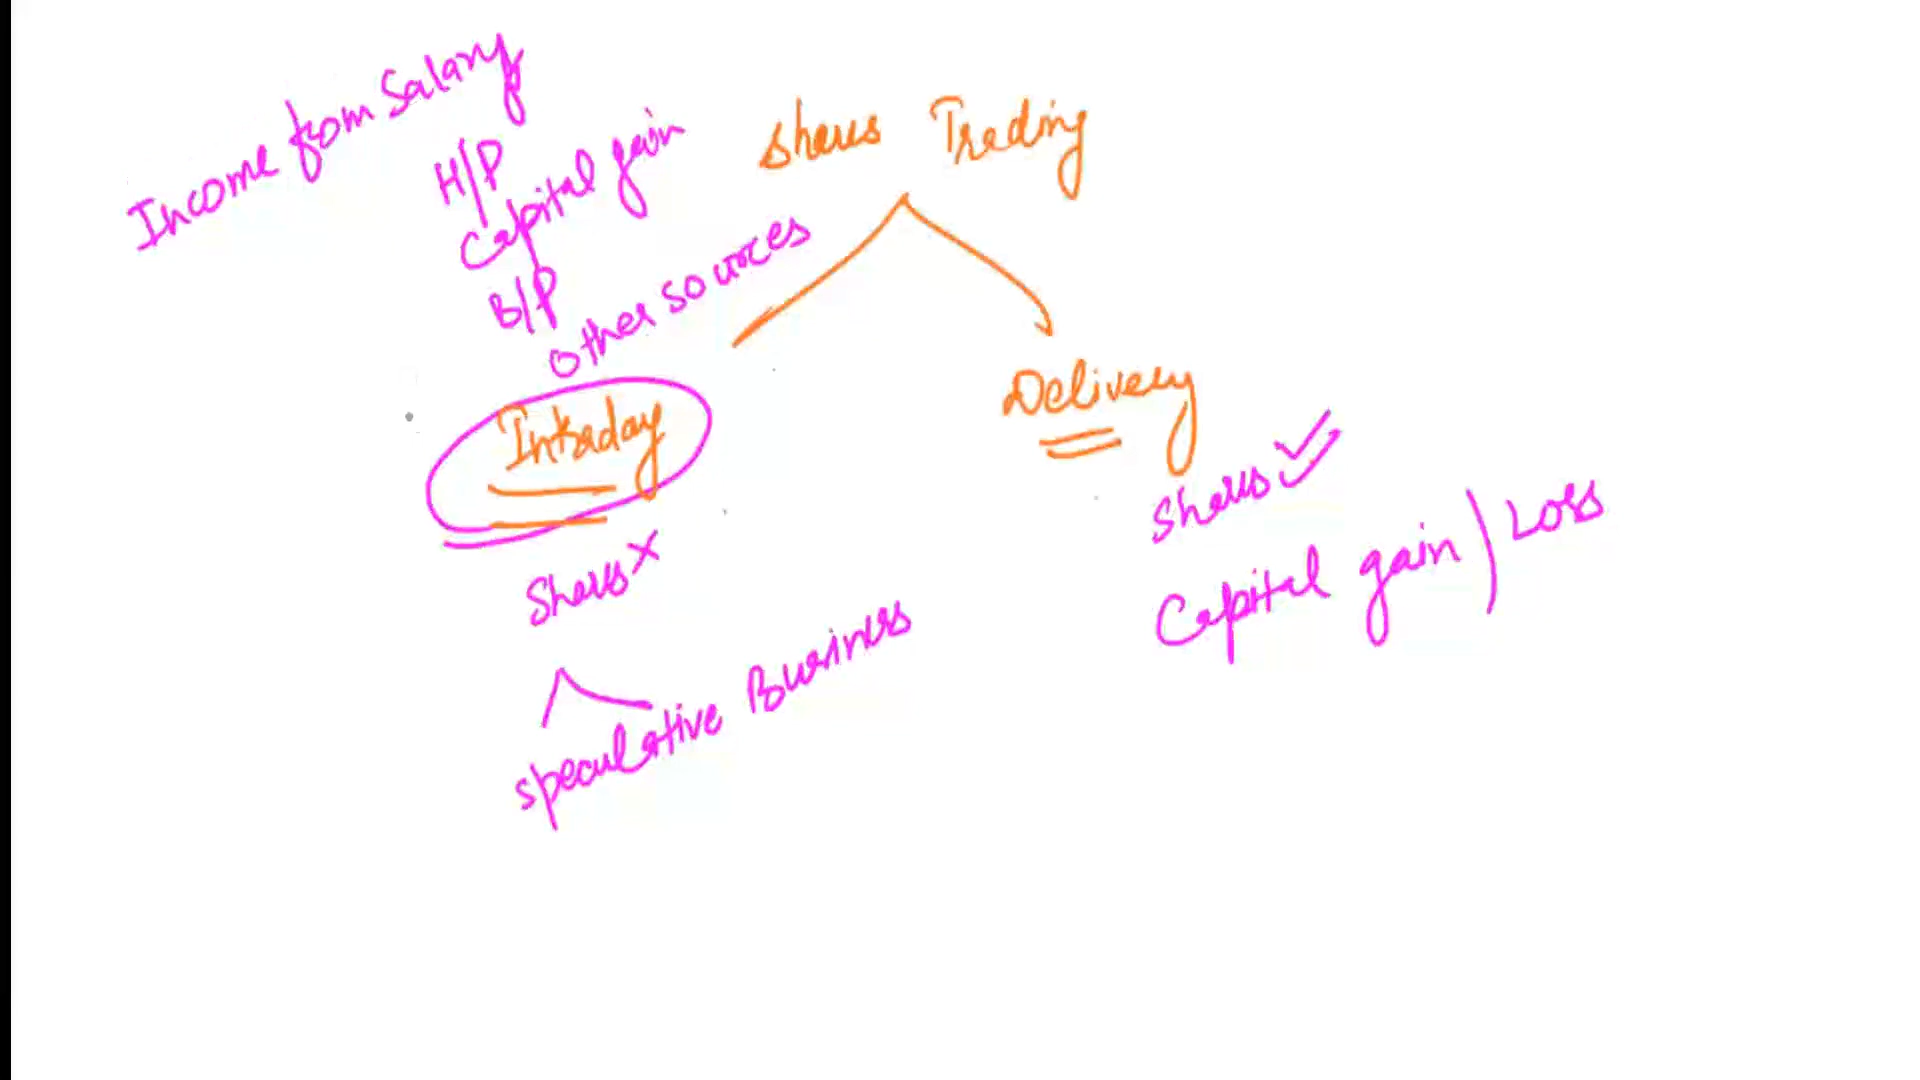 Income from Salary
H/P
Capital gain
B/P
Other sources
Shares Trading
Intraday
Delivery
Shares
Shares
Capital gain / Loss
Speculative Business